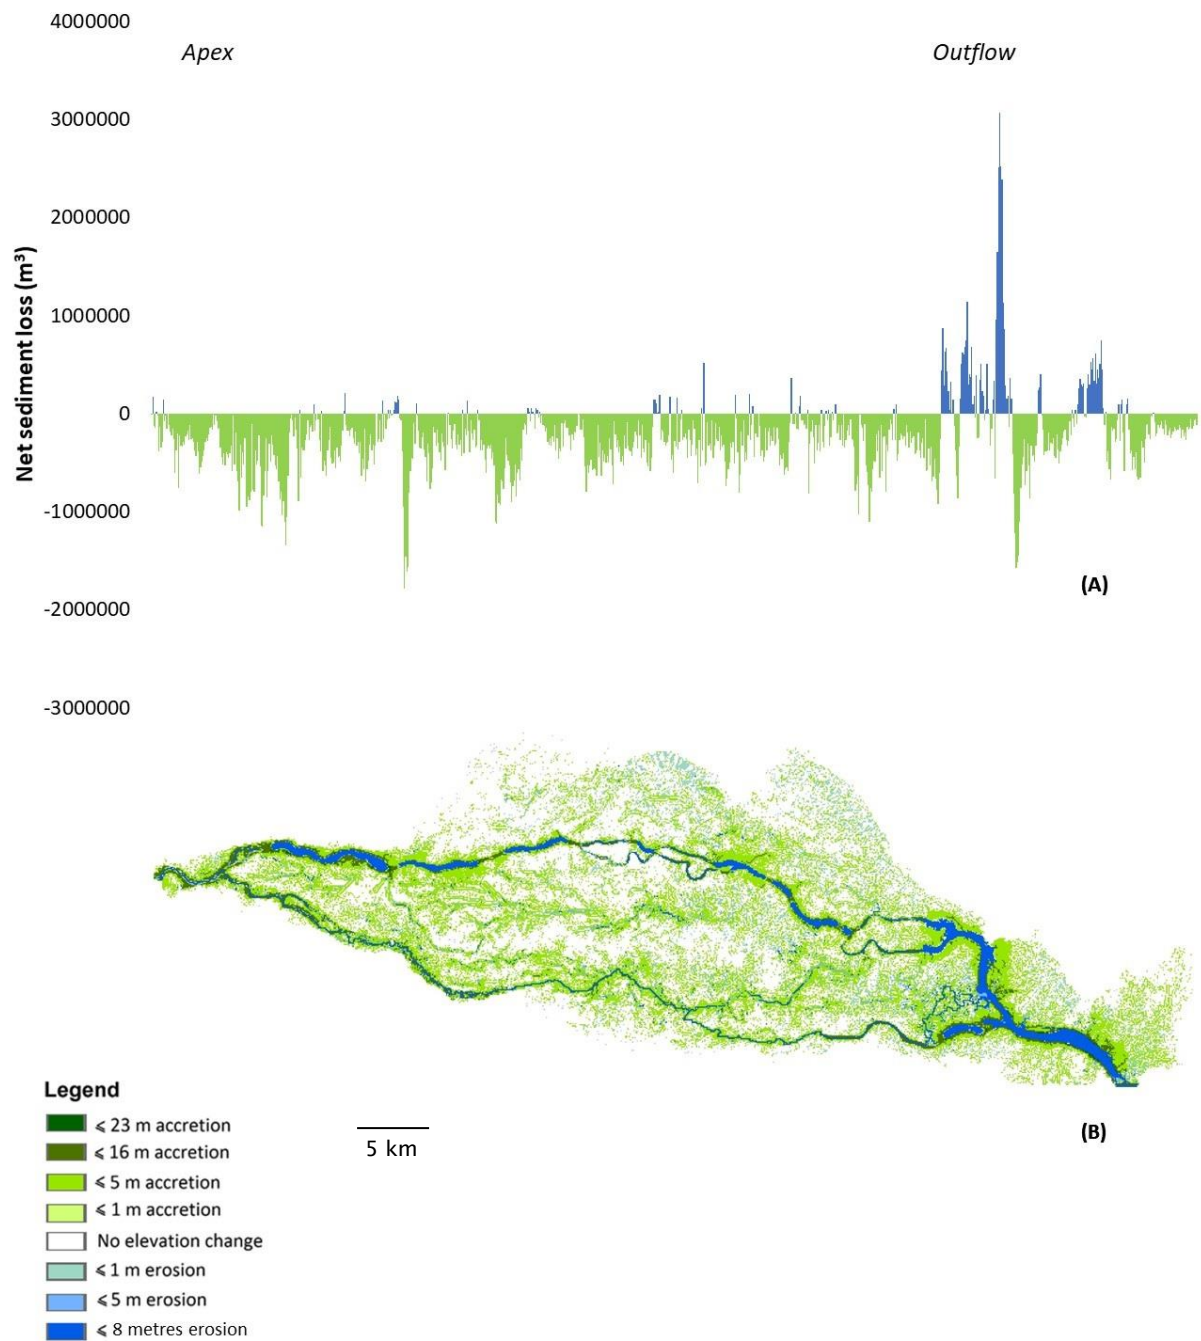 4000000
Apex
Outflow
3000000
2000000
Net sediment loss (m³)
1000000
0
-1000000
(A)
-2000000
-3000000
Legend
⩽ 23 m accretion
⩽ 16 m accretion
⩽ 5 m accretion
⩽ 1 m accretion
No elevation change
⩽ 1 m erosion
⩽ 5 m erosion
⩽ 8 metres erosion
5 km
(B)